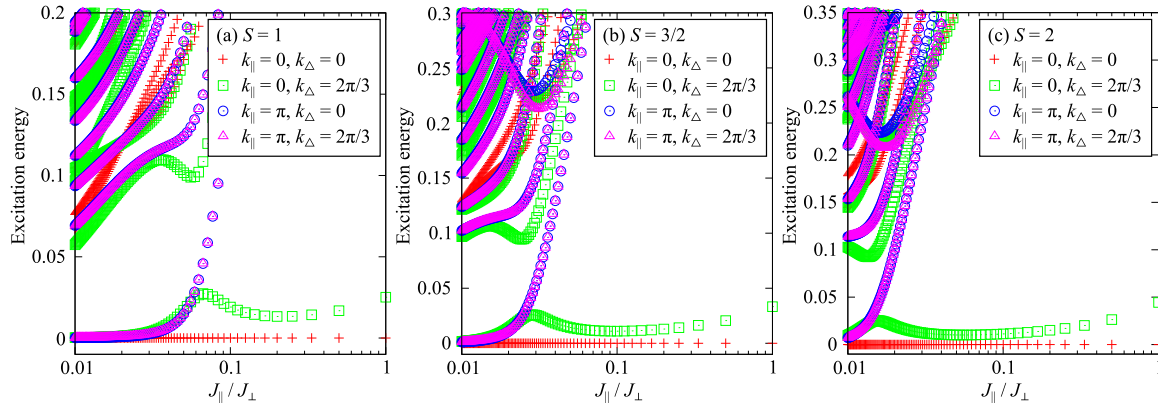 Excitation energy
0.2
0.15
0.1
0.05
0
0.01
0.1
1
J∥ / J⊥
(a) S = 1
k∥ = 0, k△ = 0
k∥ = 0, k△ = 2π/3
k∥ = π, k△ = 0
k∥ = π, k△ = 2π/3
Excitation energy
0.3
0.25
0.2
0.15
0.1
0.05
0
0.01
0.1
1
J∥ / J⊥
(b) S = 3/2
k∥ = 0, k△ = 0
k∥ = 0, k△ = 2π/3
k∥ = π, k△ = 0
k∥ = π, k△ = 2π/3
Excitation energy
0.35
0.3
0.25
0.2
0.15
0.1
0.05
0
0.01
0.1
1
J∥ / J⊥
(c) S = 2
k∥ = 0, k△ = 0
k∥ = 0, k△ = 2π/3
k∥ = π, k△ = 0
k∥ = π, k△ = 2π/3